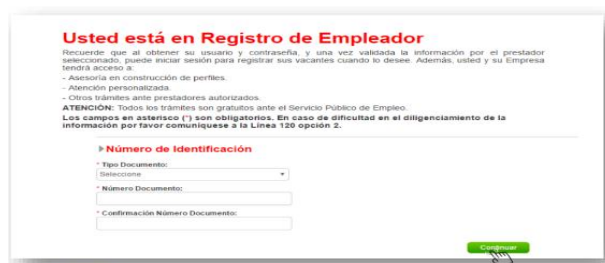 Usted está en Registro de Empleador
Recuerde que al obtener su usuario y contraseña, y una vez validada la información por el prestador
seleccionado, puede iniciar sesión para registrar sus vacantes cuando lo desee. Además, usted y su Empresa
tendrá acceso a:
- Asesoría en construcción de perfiles.
- Atención personalizada.
- Otros trámites ante prestadores autorizados.
ATENCIÓN: Todos los trámites son gratuitos ante el Servicio Público de Empleo.
Los campos en asterisco (*) son obligatorios. En caso de dificultad en el diligenciamiento de la
información por favor comuniquese a la Línea 120 opción 2.
Número de Identificación
* Tipo Documento:
Seleccione
* Número Documento:
* Confirmación Número Documento:
Continuar